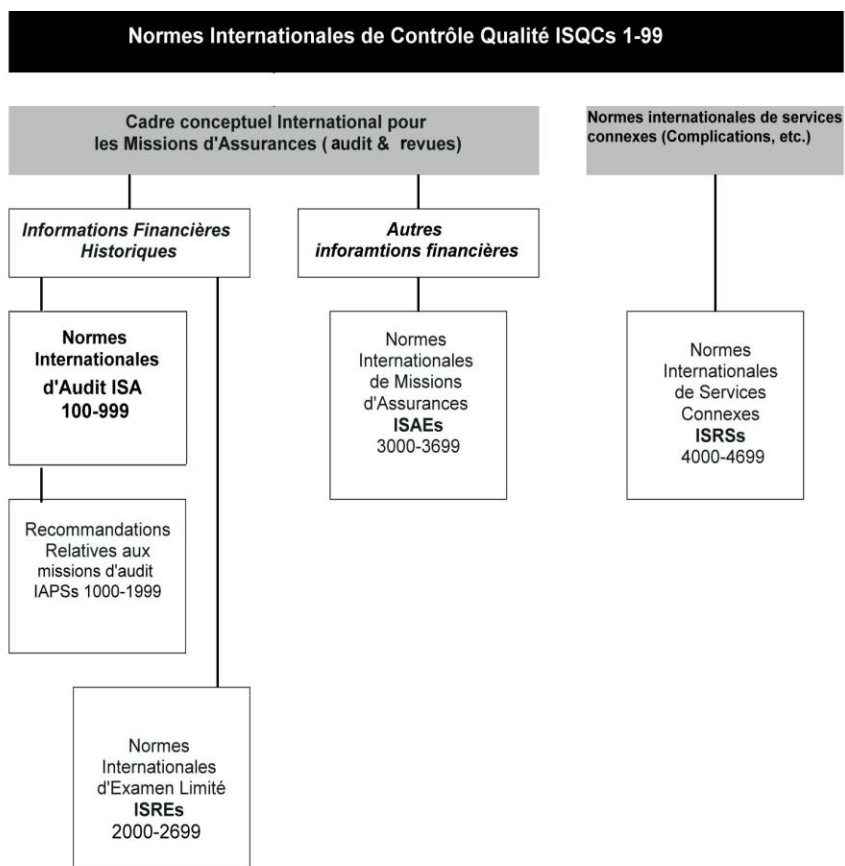 Normes Internationales de Contrôle Qualité ISQCs 1-99
Cadre conceptuel International pour
les Missions d'Assurances ( audit & revues)
Normes internationales de services
connexes (Complications, etc.)
Informations Financières
Historiques
Autres
inforamtions financières
Normes
Internationales
d'Audit ISA
100-999
Normes
Internationales
de Missions
d'Assurances
ISAEs
3000-3699
Normes
Internationales
de Services
Connexes
ISRSs
4000-4699
Recommandations
Relatives aux
missions d'audit
IAPSs 1000-1999
Normes
Internationales
d'Examen Limité
ISREs
2000-2699